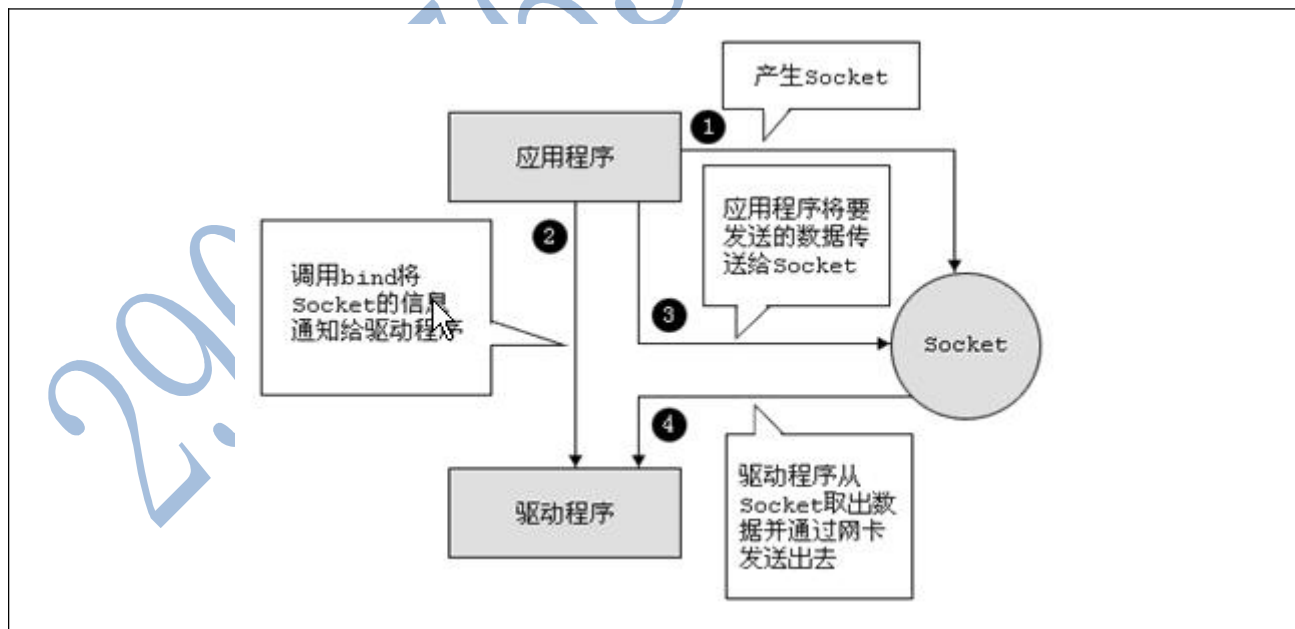 产生Socket
1
应用程序
应用程序将要
发送的数据传
送给Socket
2
调用bind将
Socket的信息
通知给驱动程序
3
Socket
4
驱动程序从
Socket取出数
据并通过网卡
发送出去
驱动程序